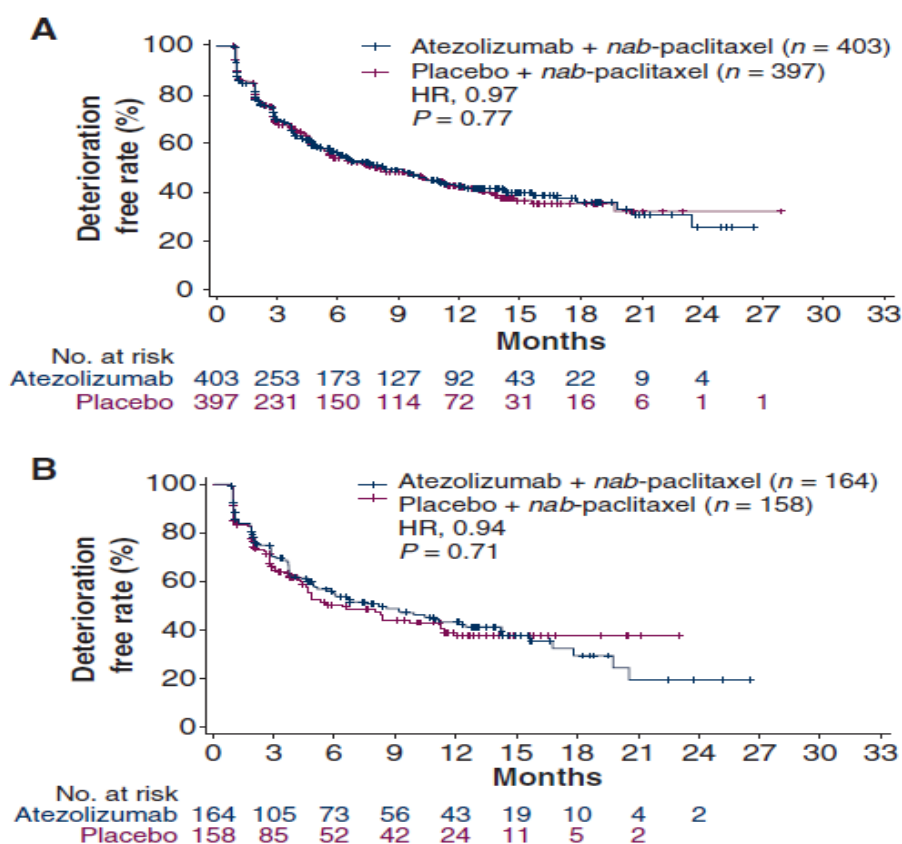 A
Atezolizumab + nab-paclitaxel (n = 403)
Placebo + nab-paclitaxel (n = 397)
HR, 0.97
P = 0.77
Deterioration
free rate (%)
100
80
60
40
20
0
0 3 6 9 12 15 18 21 24 27 30 33
Months
No. at risk
Atezolizumab 403 253 173 127 92 43 22 9 4
Placebo 397 231 150 114 72 31 16 6 1 1
B
Atezolizumab + nab-paclitaxel (n = 164)
Placebo + nab-paclitaxel (n = 158)
HR, 0.94
P = 0.71
Deterioration
free rate (%)
100
80
60
40
20
0
0 3 6 9 12 15 18 21 24 27 30 33
Months
No. at risk
Atezolizumab 164 105 73 56 43 19 10 4 2
Placebo 158 85 52 42 24 11 5 2